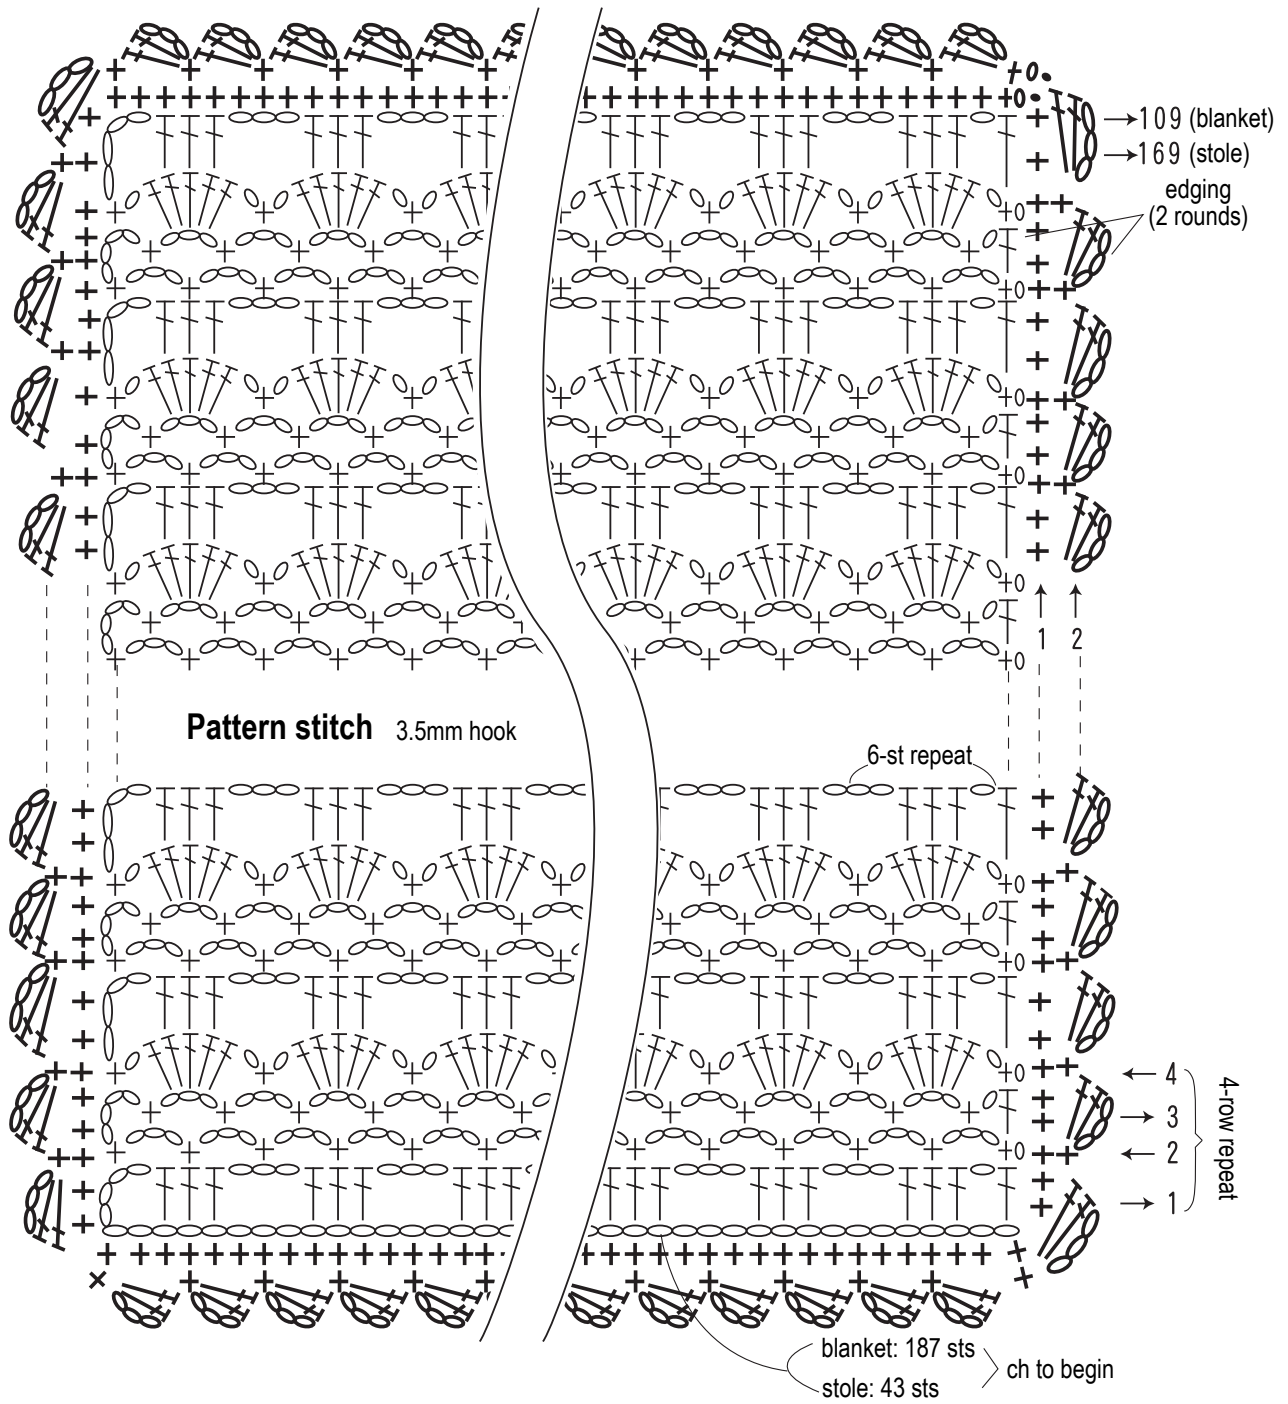 109 (blanket)
169 (stole)
edging
(2 rounds)
1 2
Pattern stitch 3.5mm hook
6-st repeat
4
3
2
1
4-row repeat
blanket: 187 sts
stole: 43 sts
ch to begin